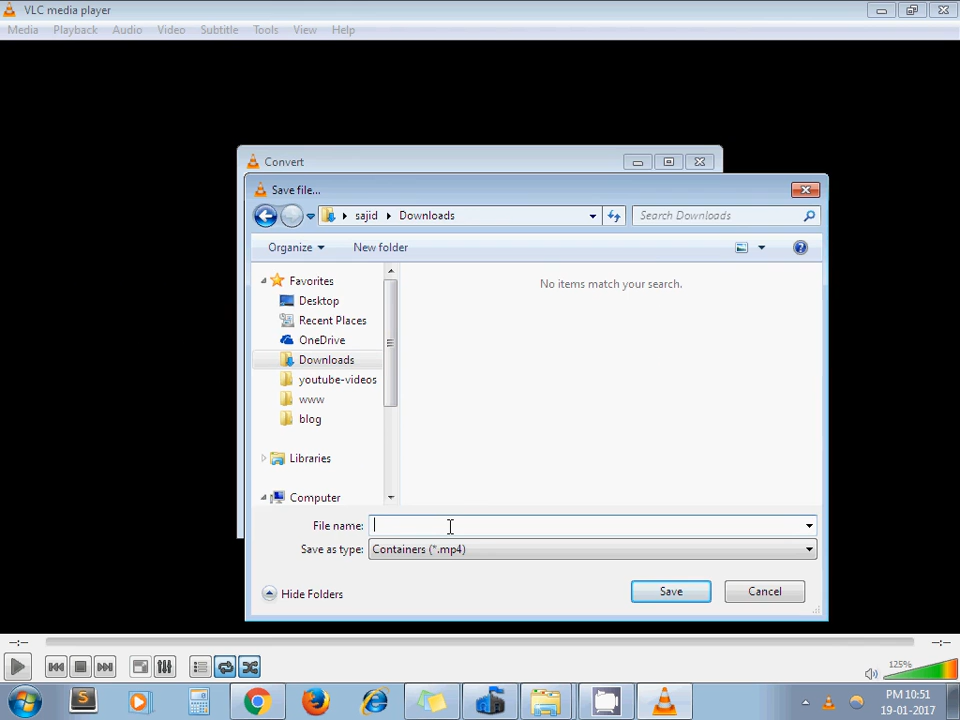 VLC media player
Media Playback Audio Video Subtitle Tools View Help
Convert
Save file...
sajid Downloads
Search Downloads
Organize New folder
Favorites
Desktop
Recent Places
OneDrive
Downloads
youtube-videos
www
blog
Libraries
Computer
No items match your search.
File name:
Save as type: Containers (*.mp4)
Hide Folders
Save Cancel
--:-- --:--
125%
PM 10:51
19-01-2017